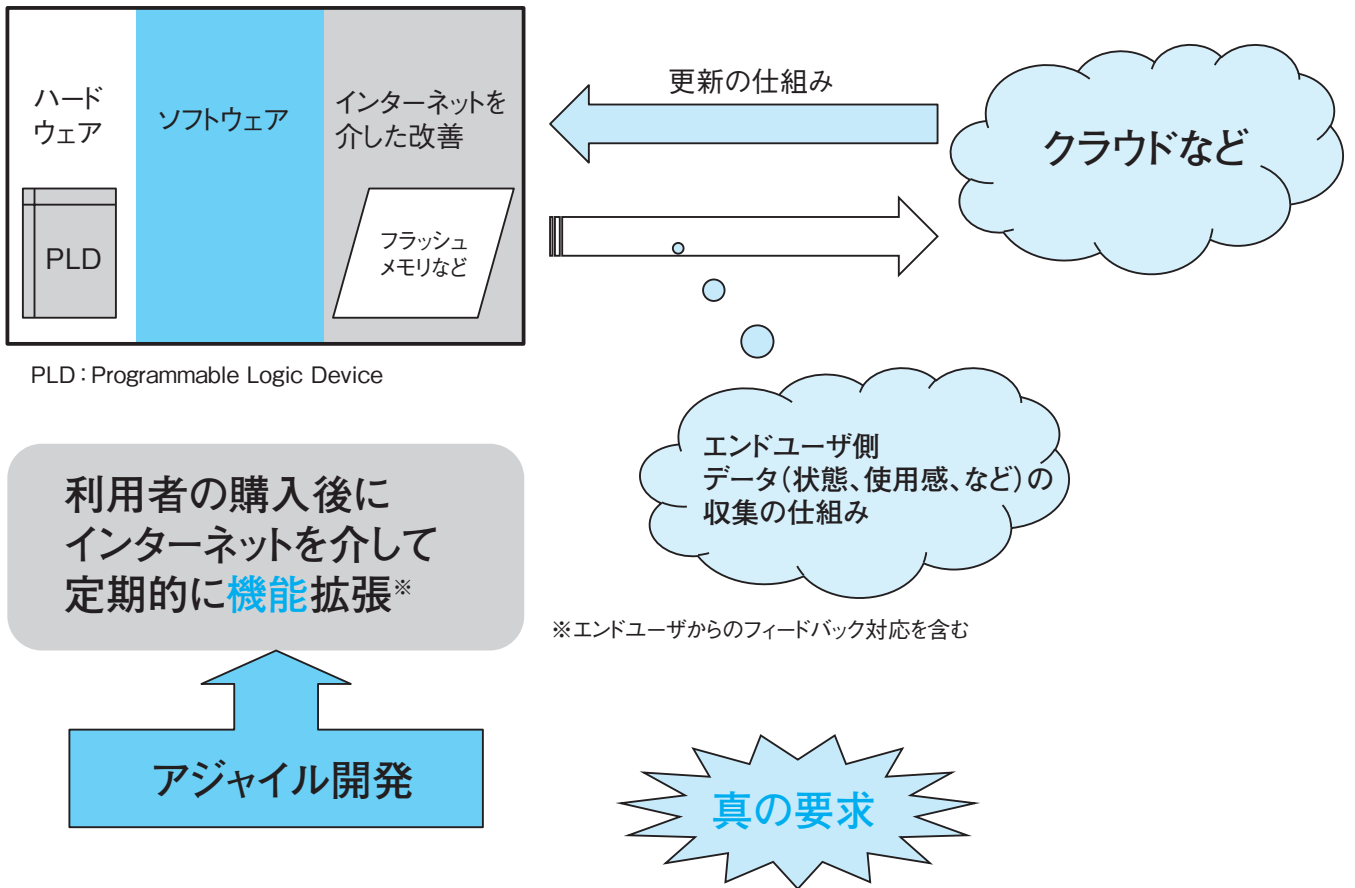 ハード
ウェア
ソフトウェア
インターネットを
介した改善
PLD
フラッシュ
メモリなど
更新の仕組み
クラウドなど
PLD：Programmable Logic Device
エンドユーザ側
データ（状態、使用感、など）の
収集の仕組み
利用者の購入後に
インターネットを介して
定期的に機能拡張※
※エンドユーザからのフィードバック対応を含む
アジャイル開発
真の要求